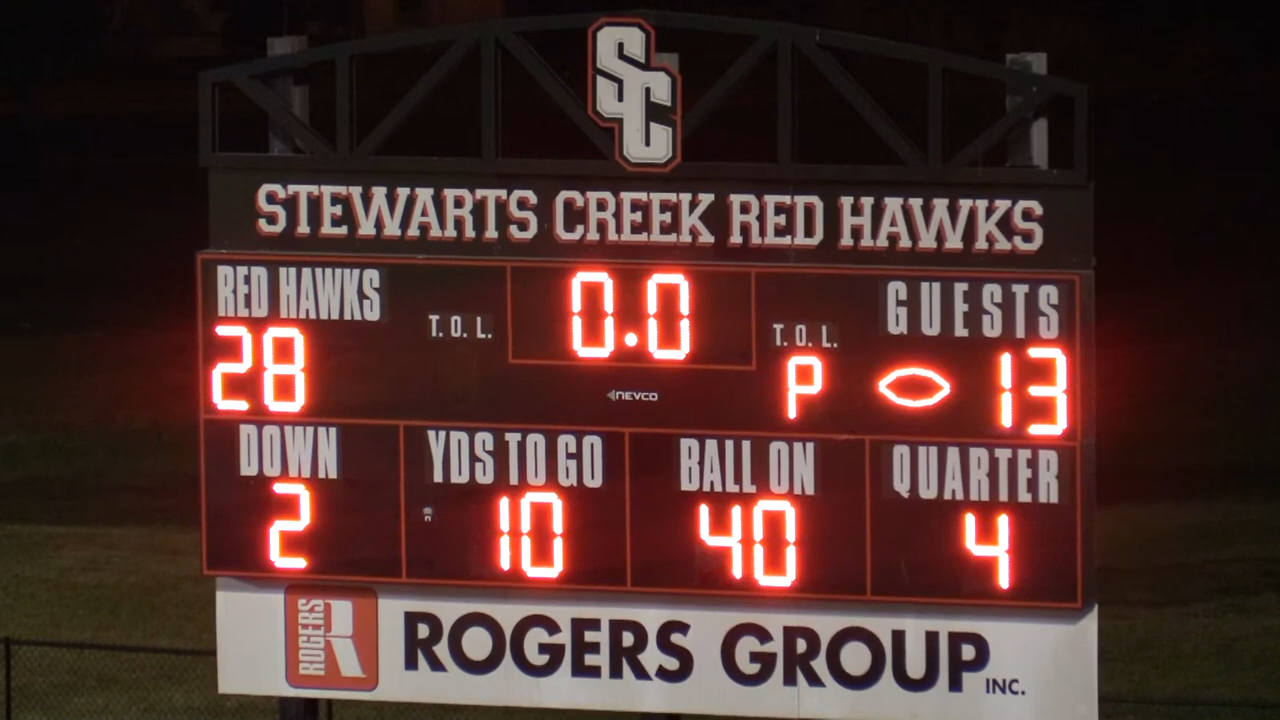 SC
STEWARTS CREEK RED HAWKS
RED HAWKS
28
T. O. L.
0.0
T. O. L.
P
GUESTS
13
NEVCO
DOWN
2
YDS TO GO
10
BALL ON
40
QUARTER
4
ROGERS
R
ROGERS GROUP INC.